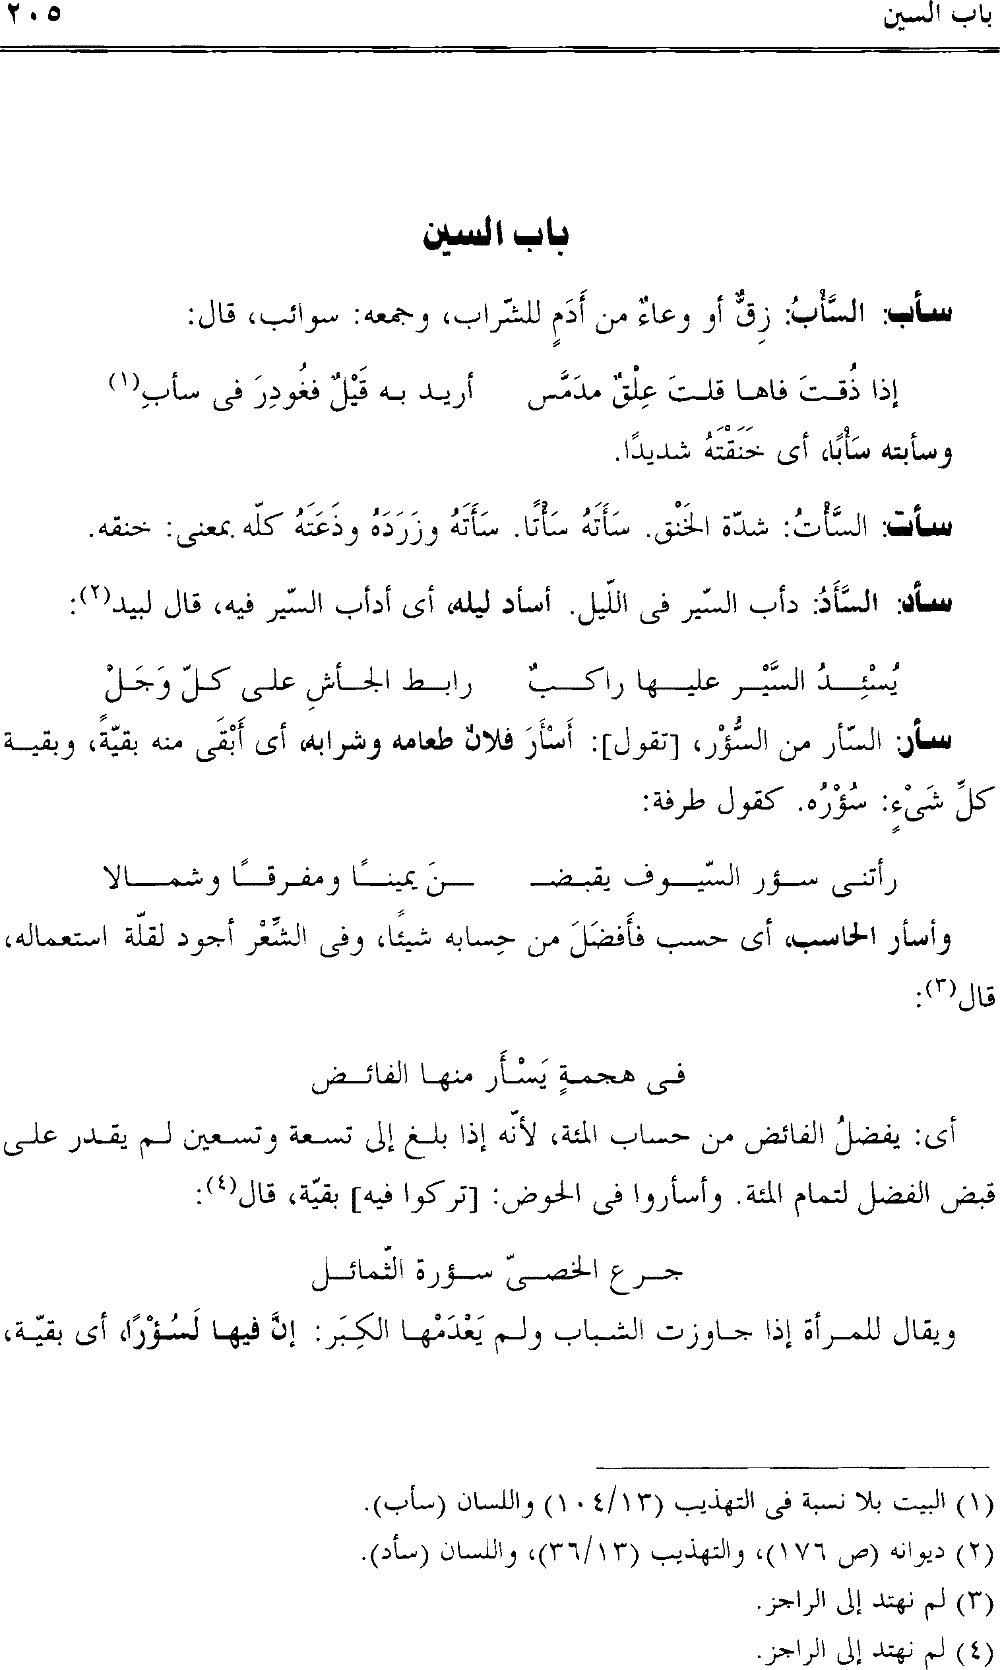 باب السين ٢٠٥
باب السين
سأب: السَّأْبُ: زِقٌّ أو وعاءٌ من أَدَمٍ للشّراب، وجمعه: سوائب، قال:
إذا ذُقتَ فاها قلتَ عِلْقٌ مدَمَّس أريد به قَيْلٌ فغُودِرَ فى سأبِ(١)
وسأبته سَأْبًا، أى خَنَقْتَهُ شديدًا.
سأت: السَّأْتُ: شدّة الخَنْق. سَأَتَهُ سَأْتًا. سَأَتَهُ وزَرَدَهُ وذَعَتَهُ كلّه بمعنى: خنقه.
سأد: السَّأَدُ: دأب السّير فى اللّيل. أسأد ليله، أى أدأب السّير فيه، قال لبيد(٢):
يُسْئِدُ السَّيْر عليها راكبٌ رابط الجأشِ على كلّ وَجَلْ
سأر: السّأر من السُّؤْر، [تقول]: أَسْأَرَ فلانٌ طعامه وشرابه، أى أَبْقَى منه بقيّةً، وبقية
كلِّ شَىْءٍ: سُؤْرُه. كقول طرفة:
رأتنى سؤر السّيوف يقبضـ ـنَ يمينًا ومفرقًا وشمالا
وأسأر الحاسب، أى حسب فأَفضَلَ من حِسابه شيئًا، وفى الشِّعْر أجود لقلّة استعماله،
قال(٣):
فى هجمةٍ يَسْأَر منها الفائض
أى: يفضلُ الفائض من حساب المئة، لأنّه إذا بلغ إلى تسعة وتسعين لم يقدر على
قبض الفضل لتمام المئة. وأسأروا فى الحوض: [تركوا فيه] بقيّة، قال(٤):
جرع الخصىّ سؤرة الثّمائل
ويقال للمرأة إذا جاوزت الشباب ولم يَعْدَمْها الكِبَر: إنَّ فيها لَسُؤْرًا، أى بقيّة،
(١) البيت بلا نسبة فى التهذيب (١٠٤/١٣) واللسان (سأب).
(٢) ديوانه (ص ١٧٦)، والتهذيب (٣٦/١٣)، واللسان (سأد).
(٣) لم نهتد إلى الراجز.
(٤) لم نهتد إلى الراجز.